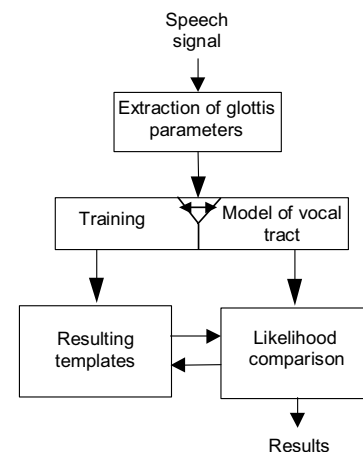 Speech
signal
Extraction of glottis
parameters
Training
Model of vocal
tract
Resulting
templates
Likelihood
comparison
Results